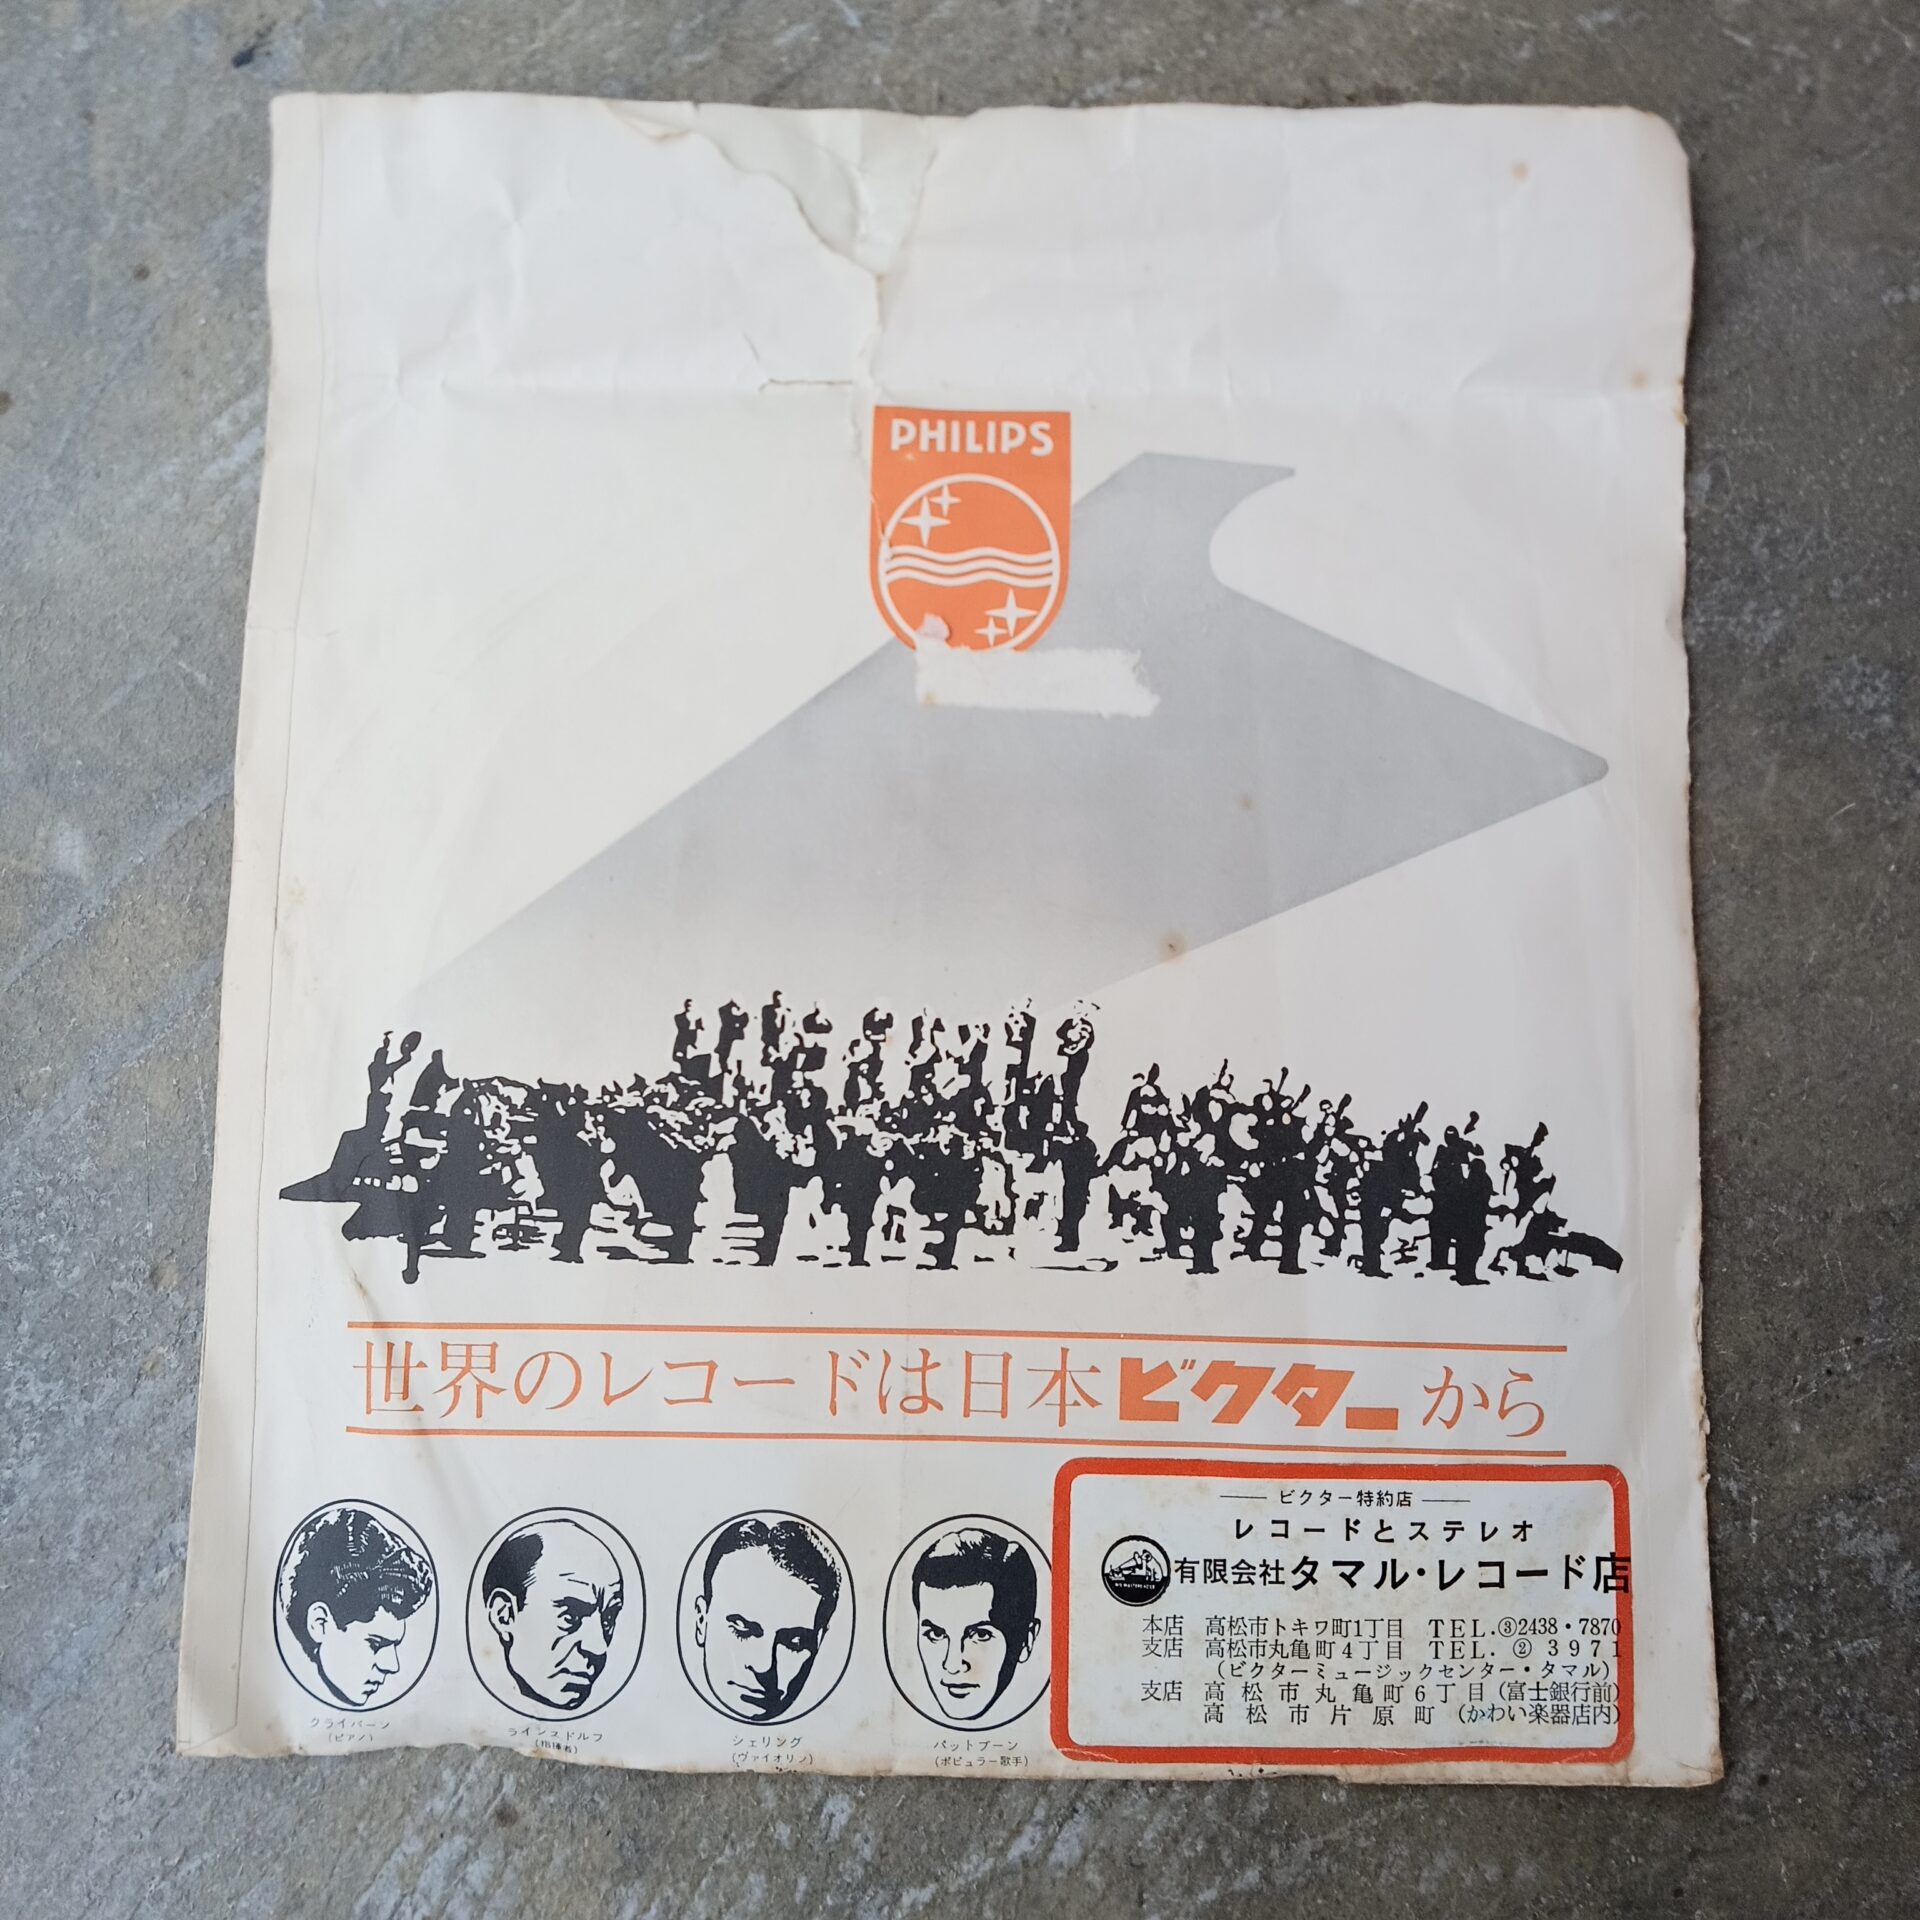 PHILIPS
世界のレコードは日本ビクターから
クライバーン
(ピアノ)
ラインスドルフ
(指揮者)
シェリング
(ヴァイオリン)
パットブーン
(ポピュラー歌手)
ビクター特約店
レコードとステレオ
有限会社タマル・レコード店
本店 高松市トキワ町1丁目 TEL.③2438・7870
支店 高松市丸亀町4丁目 TEL.②3971
(ビクターミュージックセンター・タマル)
支店 高松市丸亀町6丁目(富士銀行前)
高松市片原町(かわい楽器店内)